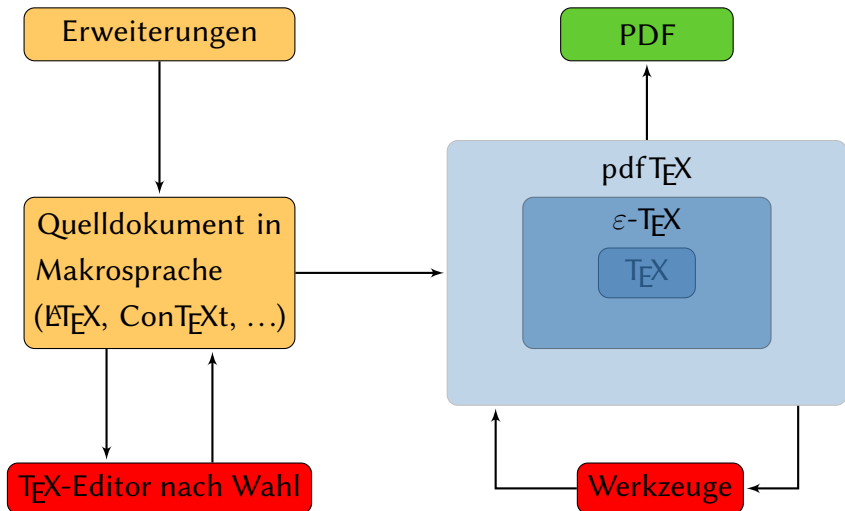 Erweiterungen
PDF
Quelldokument in
Makrosprache
(LATEX, ConTEXt, …)
pdfTEX
ε-TEX
TEX
TEX-Editor nach Wahl
Werkzeuge